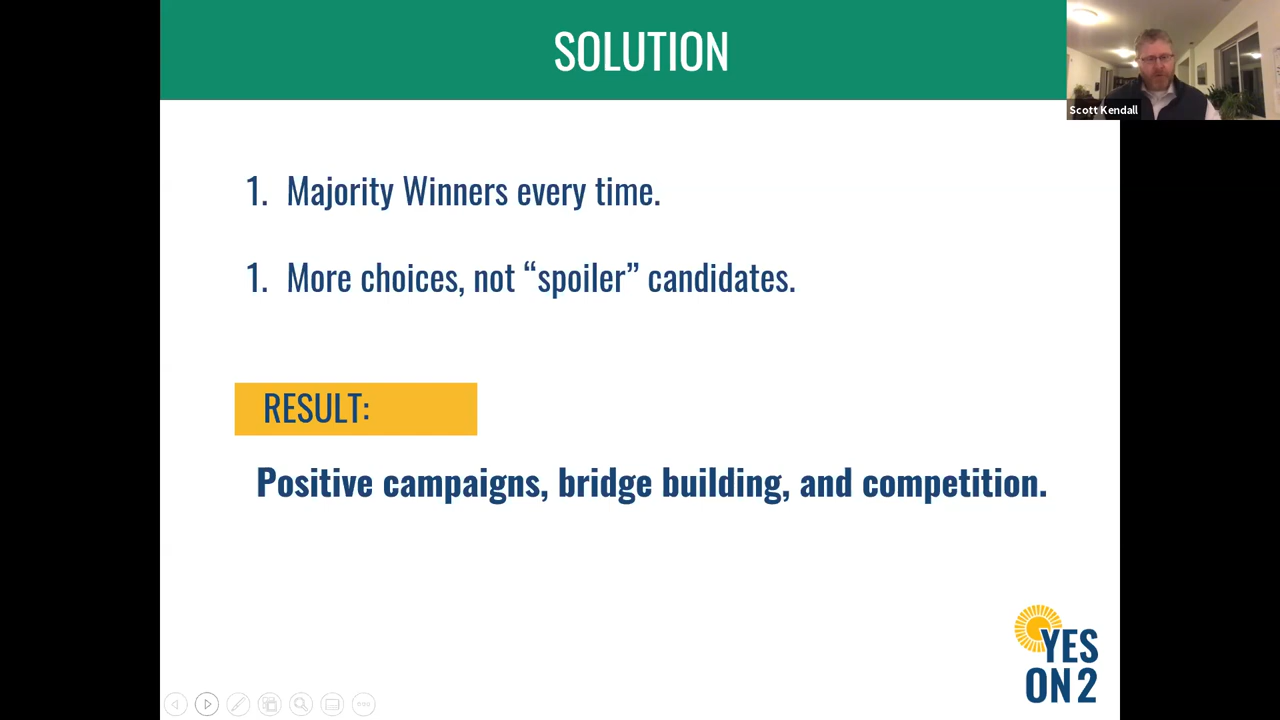 SOLUTION
Scott Kendall
1. Majority Winners every time.
1. More choices, not “spoiler” candidates.
RESULT:
Positive campaigns, bridge building, and competition.
YES
ON 2